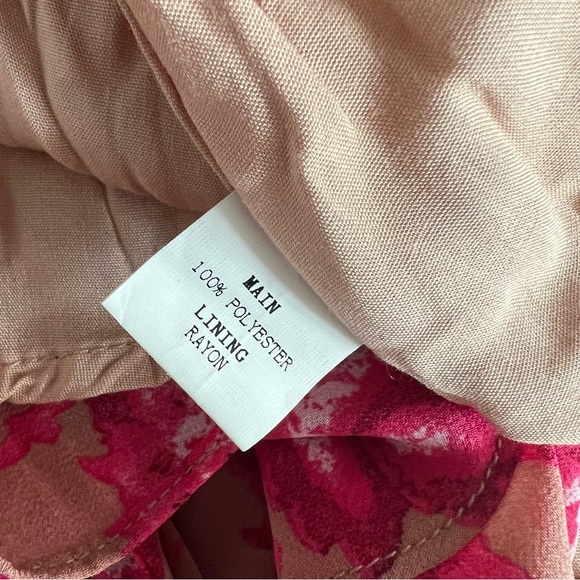 MAIN
100% POLYESTER
LINING
RAYON